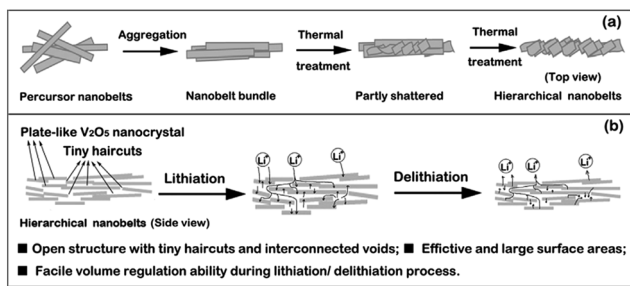 (a)
Aggregation
Thermal
treatment
Thermal
treatment
(Top view)
Percursor nanobelts
Nanobelt bundle
Partly shattered
Hierarchical nanobelts
(b)
Plate-like V2O5 nanocrystal
Tiny haircuts
Li+ Li+ Li+
Lithiation
Li+ Li+ Li+
Delithiation
Hierarchical nanobelts (Side view)
■ Open structure with tiny haircuts and interconnected voids; ■ Effictive and large surface areas;
■ Facile volume regulation ability during lithiation/ delithiation process.